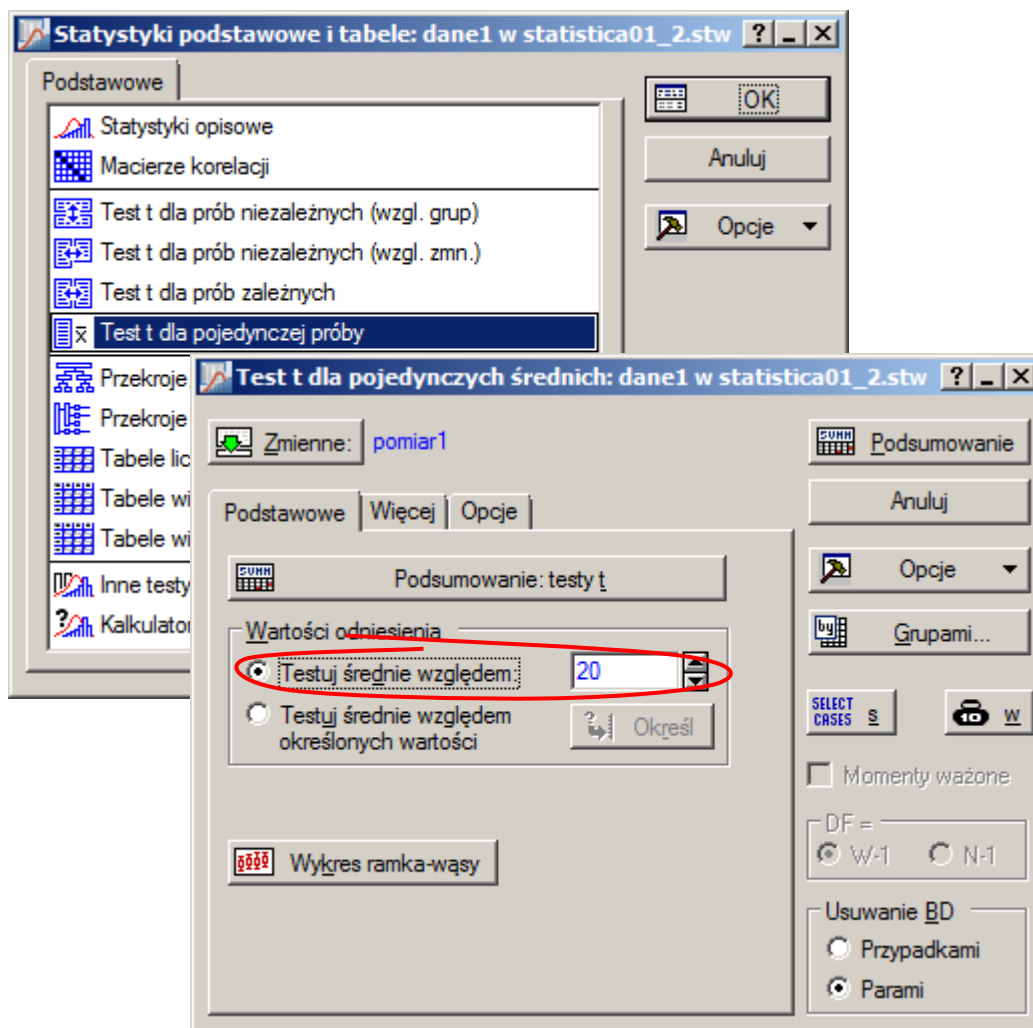 Statystyki podstawowe i tabele: dane1 w statistica01_2.stw
Podstawowe
OK
Statystyki opisowe
Macierze korelacji
Anuluj
Test t dla prób niezależnych (wzgl. grup)
Opcje
Test t dla prób niezależnych (wzgl. zmn.)
Test t dla prób zależnych
Test t dla pojedynczej próby
Przekroje
Przekroje
Tabele lic
Tabele wi
Tabele wi
Inne testy
Kalkulator
Test t dla pojedynczych średnich: dane1 w statistica01_2.stw
Zmienne: pomiar1
Podsumowanie
Podstawowe Więcej Opcje
Anuluj
Podsumowanie: testy t
Opcje
Wartości odniesienia
Grupami...
Testuj średnie względem: 20
Testuj średnie względem
określonych wartości
Określ
SELECT
CASES S
W
Momenty ważone
DF =
W-1 N-1
Wykres ramka-wąsy
Usuwanie BD
Przypadkami
Parami